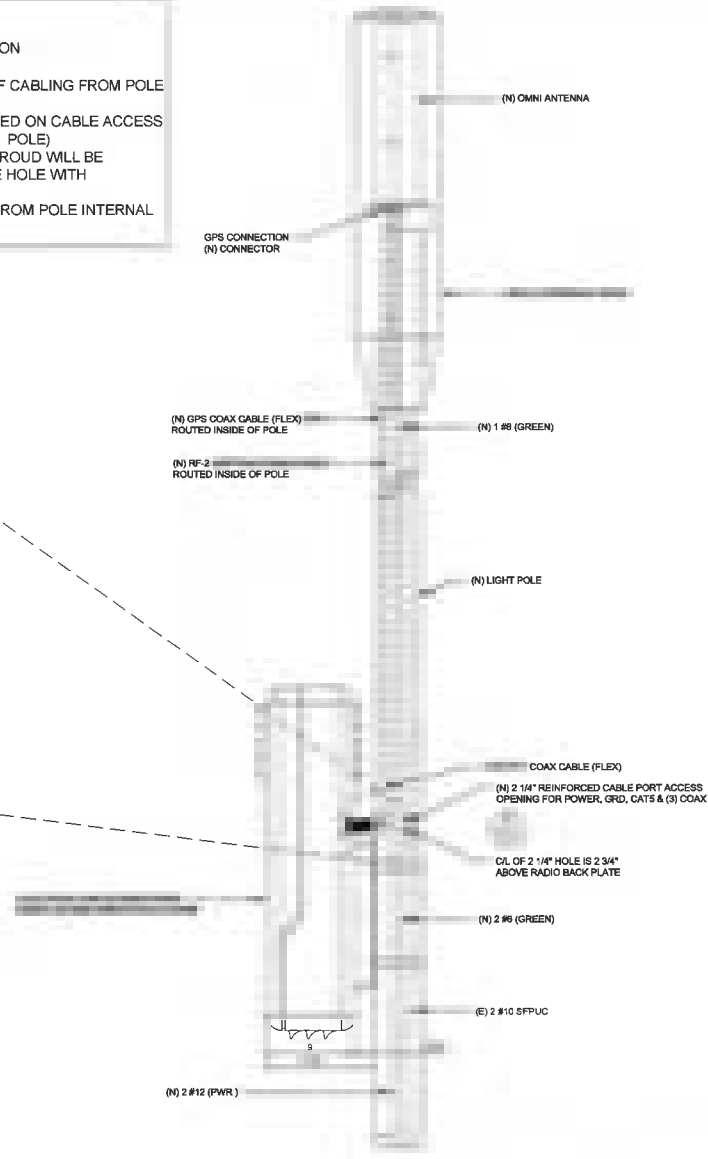 ON
F CABLING FROM POLE
ED ON CABLE ACCESS
POLE)
ROUD WILL BE
E HOLE WITH
ROM POLE INTERNAL
(N) OMNI ANTENNA
GPS CONNECTION
(N) CONNECTOR
(N) GPS COAX CABLE (FLEX)
ROUTED INSIDE OF POLE
(N) 1 #8 (GREEN)
(N) RF-2
ROUTED INSIDE OF POLE
(N) LIGHT POLE
COAX CABLE (FLEX)
(N) 2 1/4" REINFORCED CABLE PORT ACCESS
OPENING FOR POWER, GRD, CAT5 & (3) COAX
C/L OF 2 1/4" HOLE IS 2 3/4"
ABOVE RADIO BACK PLATE
(N) 2 #6 (GREEN)
(E) 2 #10 SFPUC
9
(N) 2 #12 (PWR )